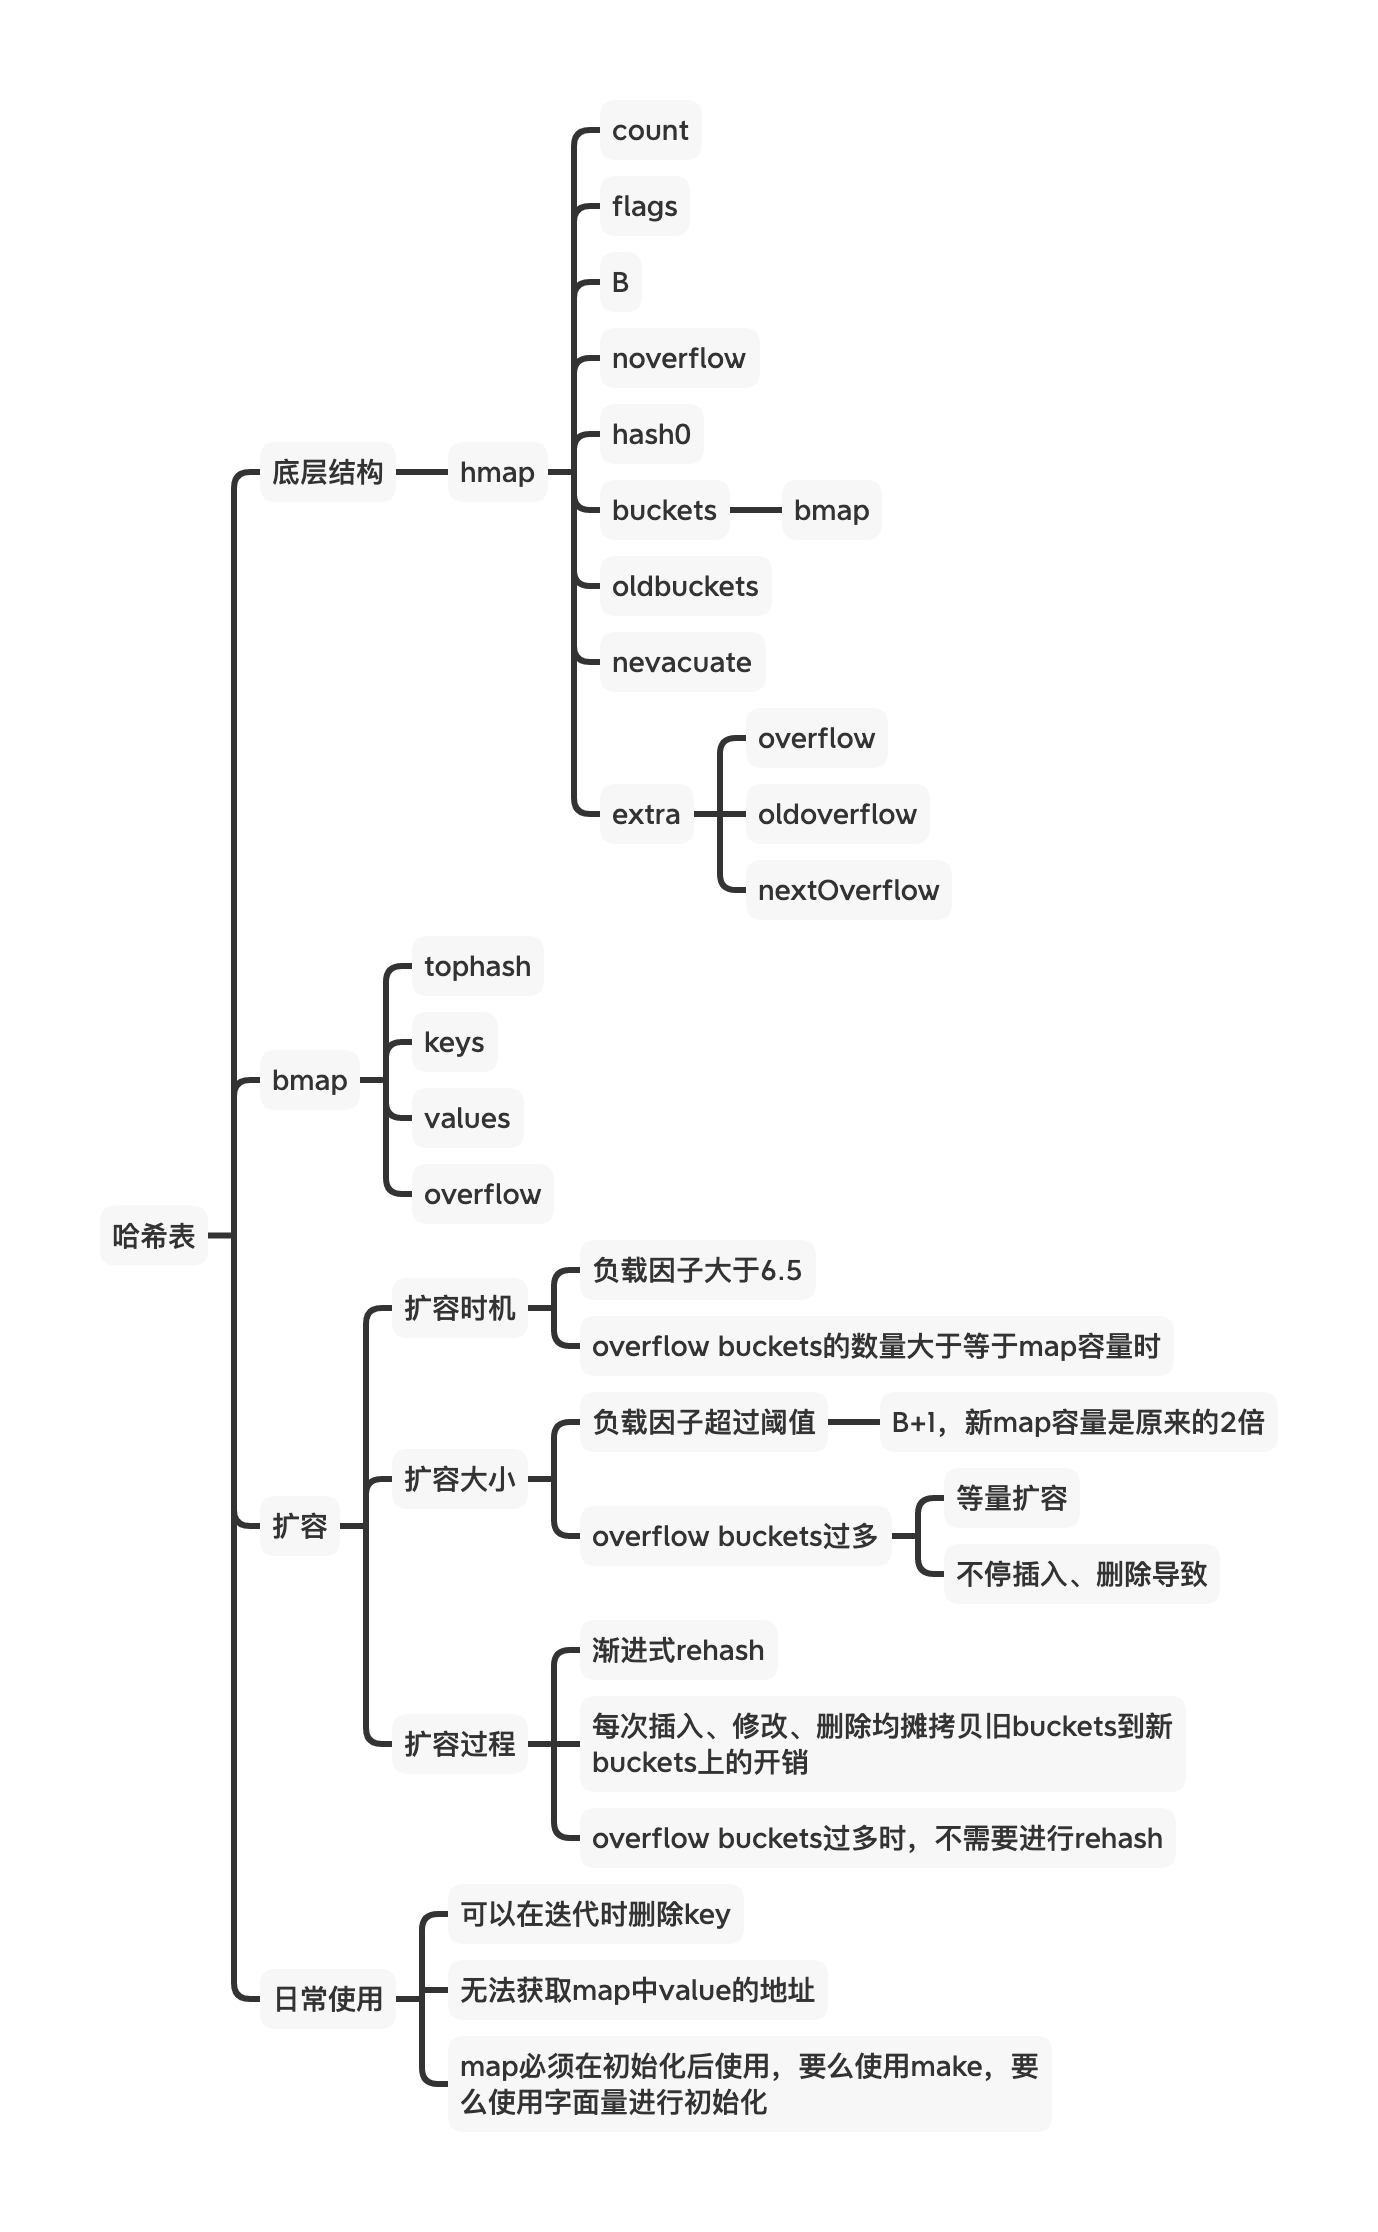 哈希表
底层结构
hmap
count
flags
B
noverflow
hash0
buckets
bmap
oldbuckets
nevacuate
extra
overflow
oldoverflow
nextOverflow
bmap
tophash
keys
values
overflow
扩容
扩容时机
负载因子大于6.5
overflow buckets的数量大于等于map容量时
扩容大小
负载因子超过阈值
B+1，新map容量是原来的2倍
overflow buckets过多
等量扩容
不停插入、删除导致
扩容过程
渐进式rehash
每次插入、修改、删除均摊拷贝旧buckets到新
buckets上的开销
overflow buckets过多时，不需要进行rehash
日常使用
可以在迭代时删除key
无法获取map中value的地址
map必须在初始化后使用，要么使用make，要
么使用字面量进行初始化